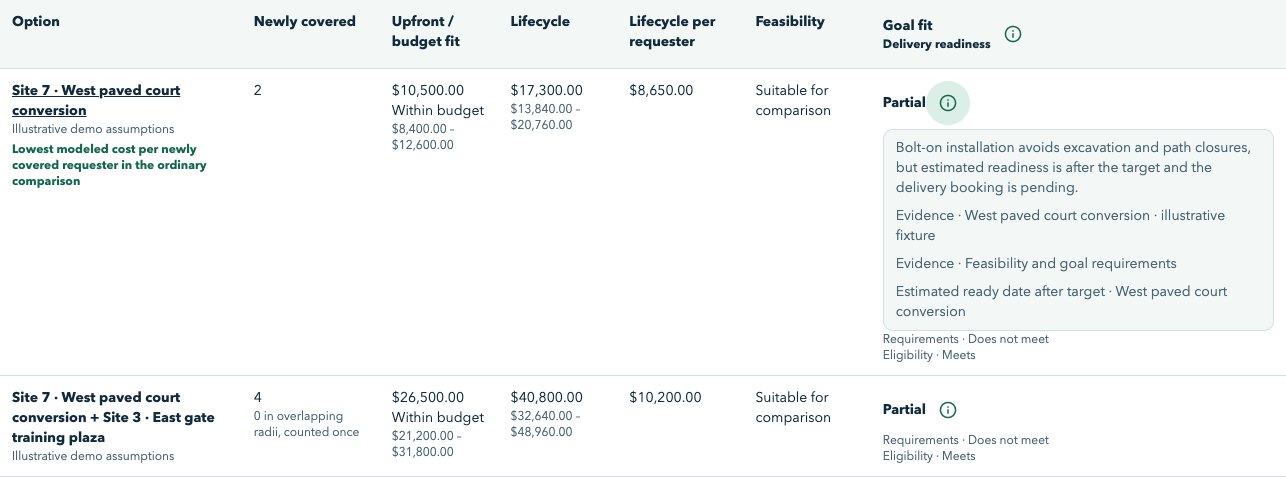 Option
Newly covered
Upfront /
budget fit
Lifecycle
Lifecycle per
requester
Feasibility
Goal fit
Delivery readiness
Site 7 · West paved court
conversion
Illustrative demo assumptions
Lowest modeled cost per newly
covered requester in the ordinary
comparison
2
$10,500.00
Within budget
$8,400.00 –
$12,600.00
$17,300.00
$13,840.00 –
$20,760.00
$8,650.00
Suitable for
comparison
Partial
Bolt-on installation avoids excavation and path closures,
but estimated readiness is after the target and the
delivery booking is pending.
Evidence · West paved court conversion · illustrative
fixture
Evidence · Feasibility and goal requirements
Estimated ready date after target · West paved court
conversion
Requirements · Does not meet
Eligibility · Meets
Site 7 · West paved court
conversion + Site 3 · East gate
training plaza
Illustrative demo assumptions
4
0 in overlapping
radii, counted once
$26,500.00
Within budget
$21,200.00 –
$31,800.00
$40,800.00
$32,640.00 –
$48,960.00
$10,200.00
Suitable for
comparison
Partial
Requirements · Does not meet
Eligibility · Meets